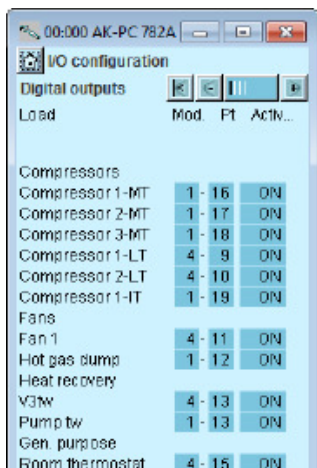 00:000 AK-PC 782A
I/O configuration
Digital outputs
Load Mod. Pt Activ...
Compressors
Compressor 1-MT 1 - 16 ON
Compressor 2-MT 1 - 17 ON
Compressor 3-MT 1 - 18 ON
Compressor 1-LT 4 - 9 ON
Compressor 2-LT 4 - 10 ON
Compressor 1-IT 1 - 19 ON
Fans
Fan 1 4 - 11 ON
Hot gas dump 1 - 12 ON
Heat recovery
V3tw 4 - 13 ON
Pump tw 1 - 13 ON
Gen. purpose
Room thermostat 4 - 15 ON